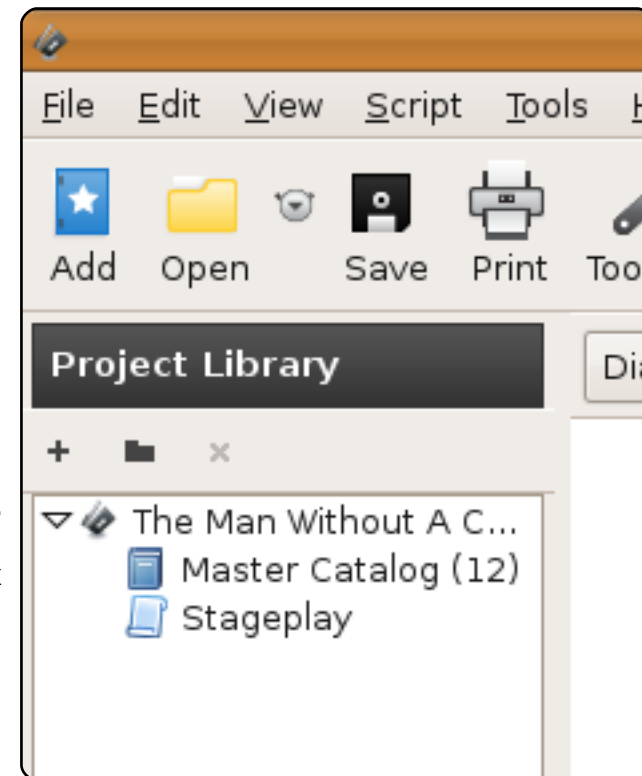 File Edit View Script Tools
Add Open Save Print
Project Library
The Man Without A C...
Master Catalog (12)
Stageplay